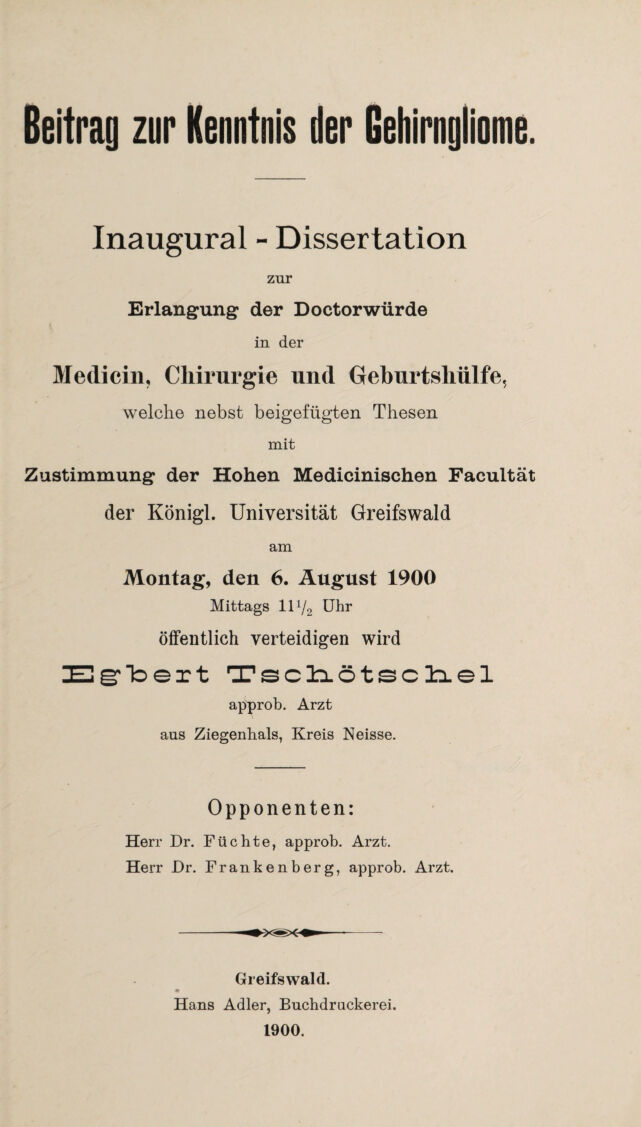 Beitrag zur Kenntnis der Gehirngliome.
Inaugural - Dissertation
zur
Erlangung der Doctorwürde
in der
Medicin, Chirurgie und Geburtshülfe,
welche nebst beigefügten Thesen
mit
Zustimmung der Hohen Medicinischen Facultät
der Königl. Universität Greifswald
am
Montag, den 6. August 1900
Mittags 11½ Uhr
öffentlich verteidigen wird
Egbert Tschötschel
approb. Arzt
aus Ziegenhals, Kreis Neisse.
Opponenten:
Herr Dr. Füchte, approb. Arzt.
Herr Dr. Frankenberg, approb. Arzt.
Greifswald.
Hans Adler, Buchdruckerei.
1900.